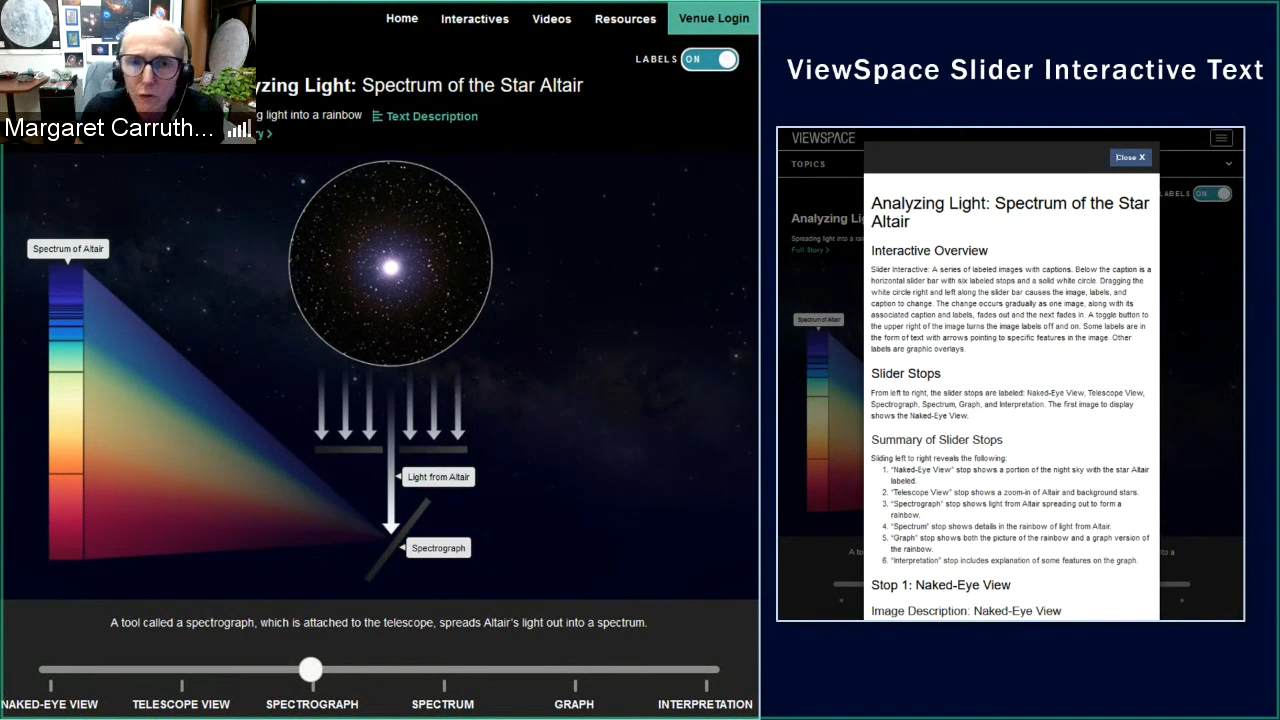 Margaret Carruth...
Home Interactives Videos Resources Venue Login
LABELS ON
zing Light: Spectrum of the Star Altair
g light into a rainbow Text Description
y >
Spectrum of Altair
Light from Altair
Spectrograph
A tool called a spectrograph, which is attached to the telescope, spreads Altair's light out into a spectrum.
NAKED-EYE VIEW TELESCOPE VIEW SPECTROGRAPH SPECTRUM GRAPH INTERPRETATION
ViewSpace Slider Interactive Text
VIEWSPACE
TOPICS
LABELS ON
Analyzing Li
Spreading light into a rai
Full Story >
Spectrum of Altair
A to
o a
Close X
Analyzing Light: Spectrum of the Star
Altair
Interactive Overview
Slider Interactive: A series of labeled images with captions. Below the caption is a
horizontal slider bar with six labeled stops and a solid white circle. Dragging the
white circle right and left along the slider bar causes the image, labels, and
caption to change. The change occurs gradually as one image, along with its
associated caption and labels, fades out and the next fades in. A toggle button to
the upper right of the image turns the image labels off and on. Some labels are in
the form of text with arrows pointing to specific features in the image. Other
labels are graphic overlays.
Slider Stops
From left to right, the slider stops are labeled: Naked-Eye View, Telescope View,
Spectrograph, Spectrum, Graph, and Interpretation. The first image to display
shows the Naked-Eye View.
Summary of Slider Stops
Sliding left to right reveals the following:
1. "Naked-Eye View" stop shows a portion of the night sky with the star Altair
labeled.
2. "Telescope View" stop shows a zoom-in of Altair and background stars.
3. "Spectrograph" stop shows light from Altair spreading out to form a
rainbow.
4. "Spectrum" stop shows details in the rainbow of light from Altair.
5. "Graph" stop shows both the picture of the rainbow and a graph version of
the rainbow.
6. "Interpretation" stop includes explanation of some features on the graph.
Stop 1: Naked-Eye View
Image Description: Naked-Eye View